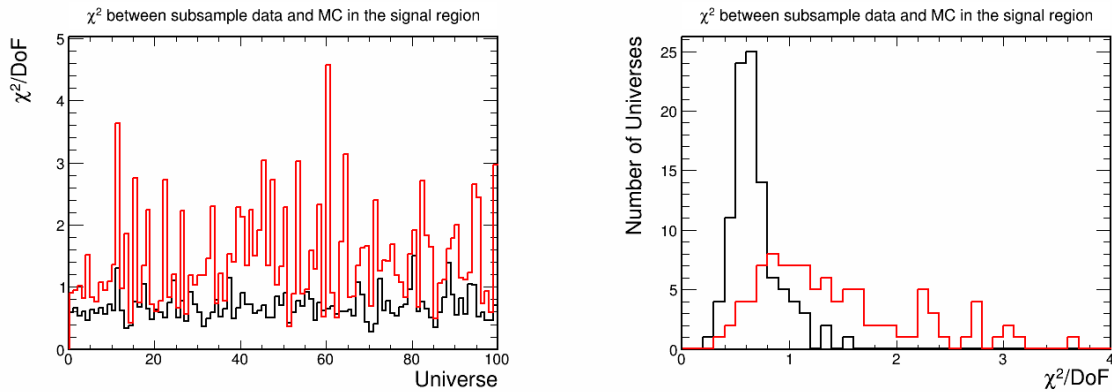 χ² between subsample data and MC in the signal region
χ²/DoF
5
4
3
2
1
0
0 20 40 60 80 100
Universe
χ² between subsample data and MC in the signal region
Number of Universes
25
20
15
10
5
0
0 1 2 3 4
χ²/DoF